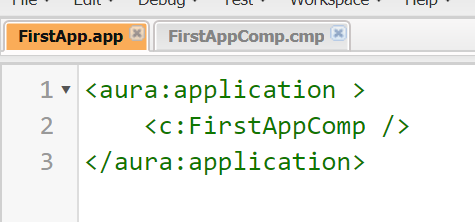 File Edit Debug Test Workspace Help
FirstApp.app FirstAppComp.cmp
1 <aura:application >
2 <c:FirstAppComp />
3 </aura:application>